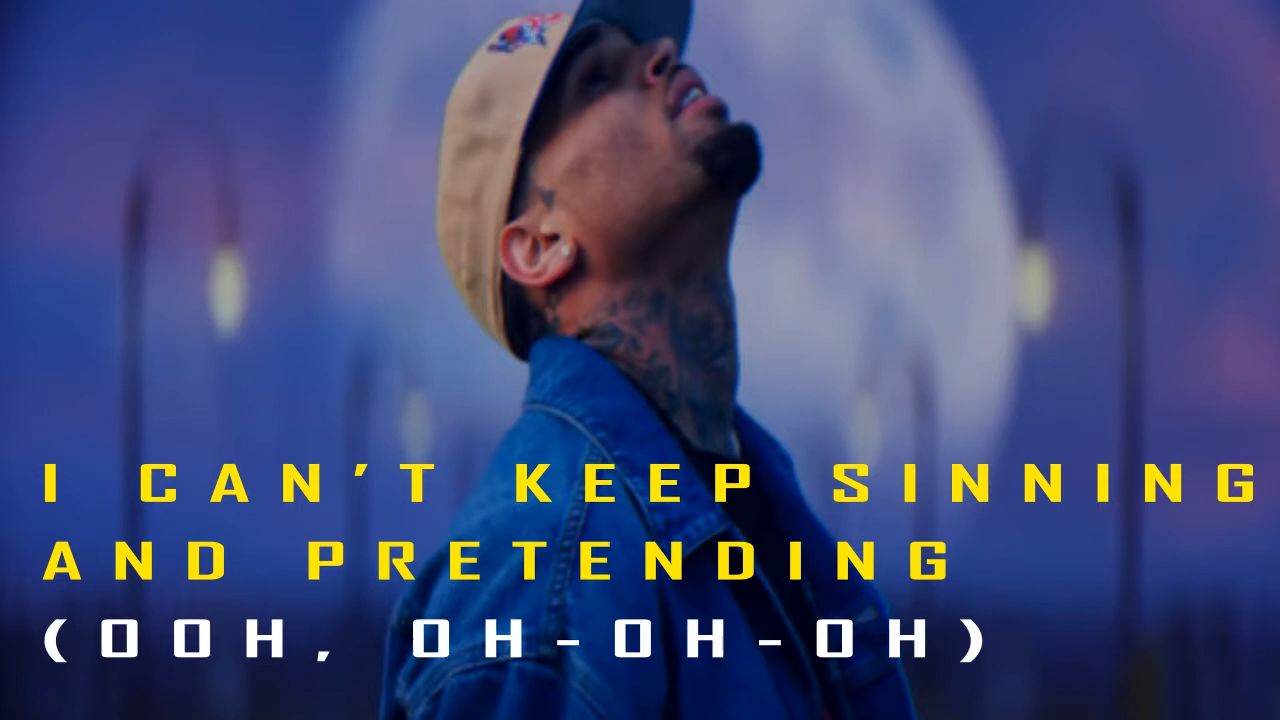 I CAN'T KEEP SINNING
AND PRETENDING
(OOH, OH-OH-OH)